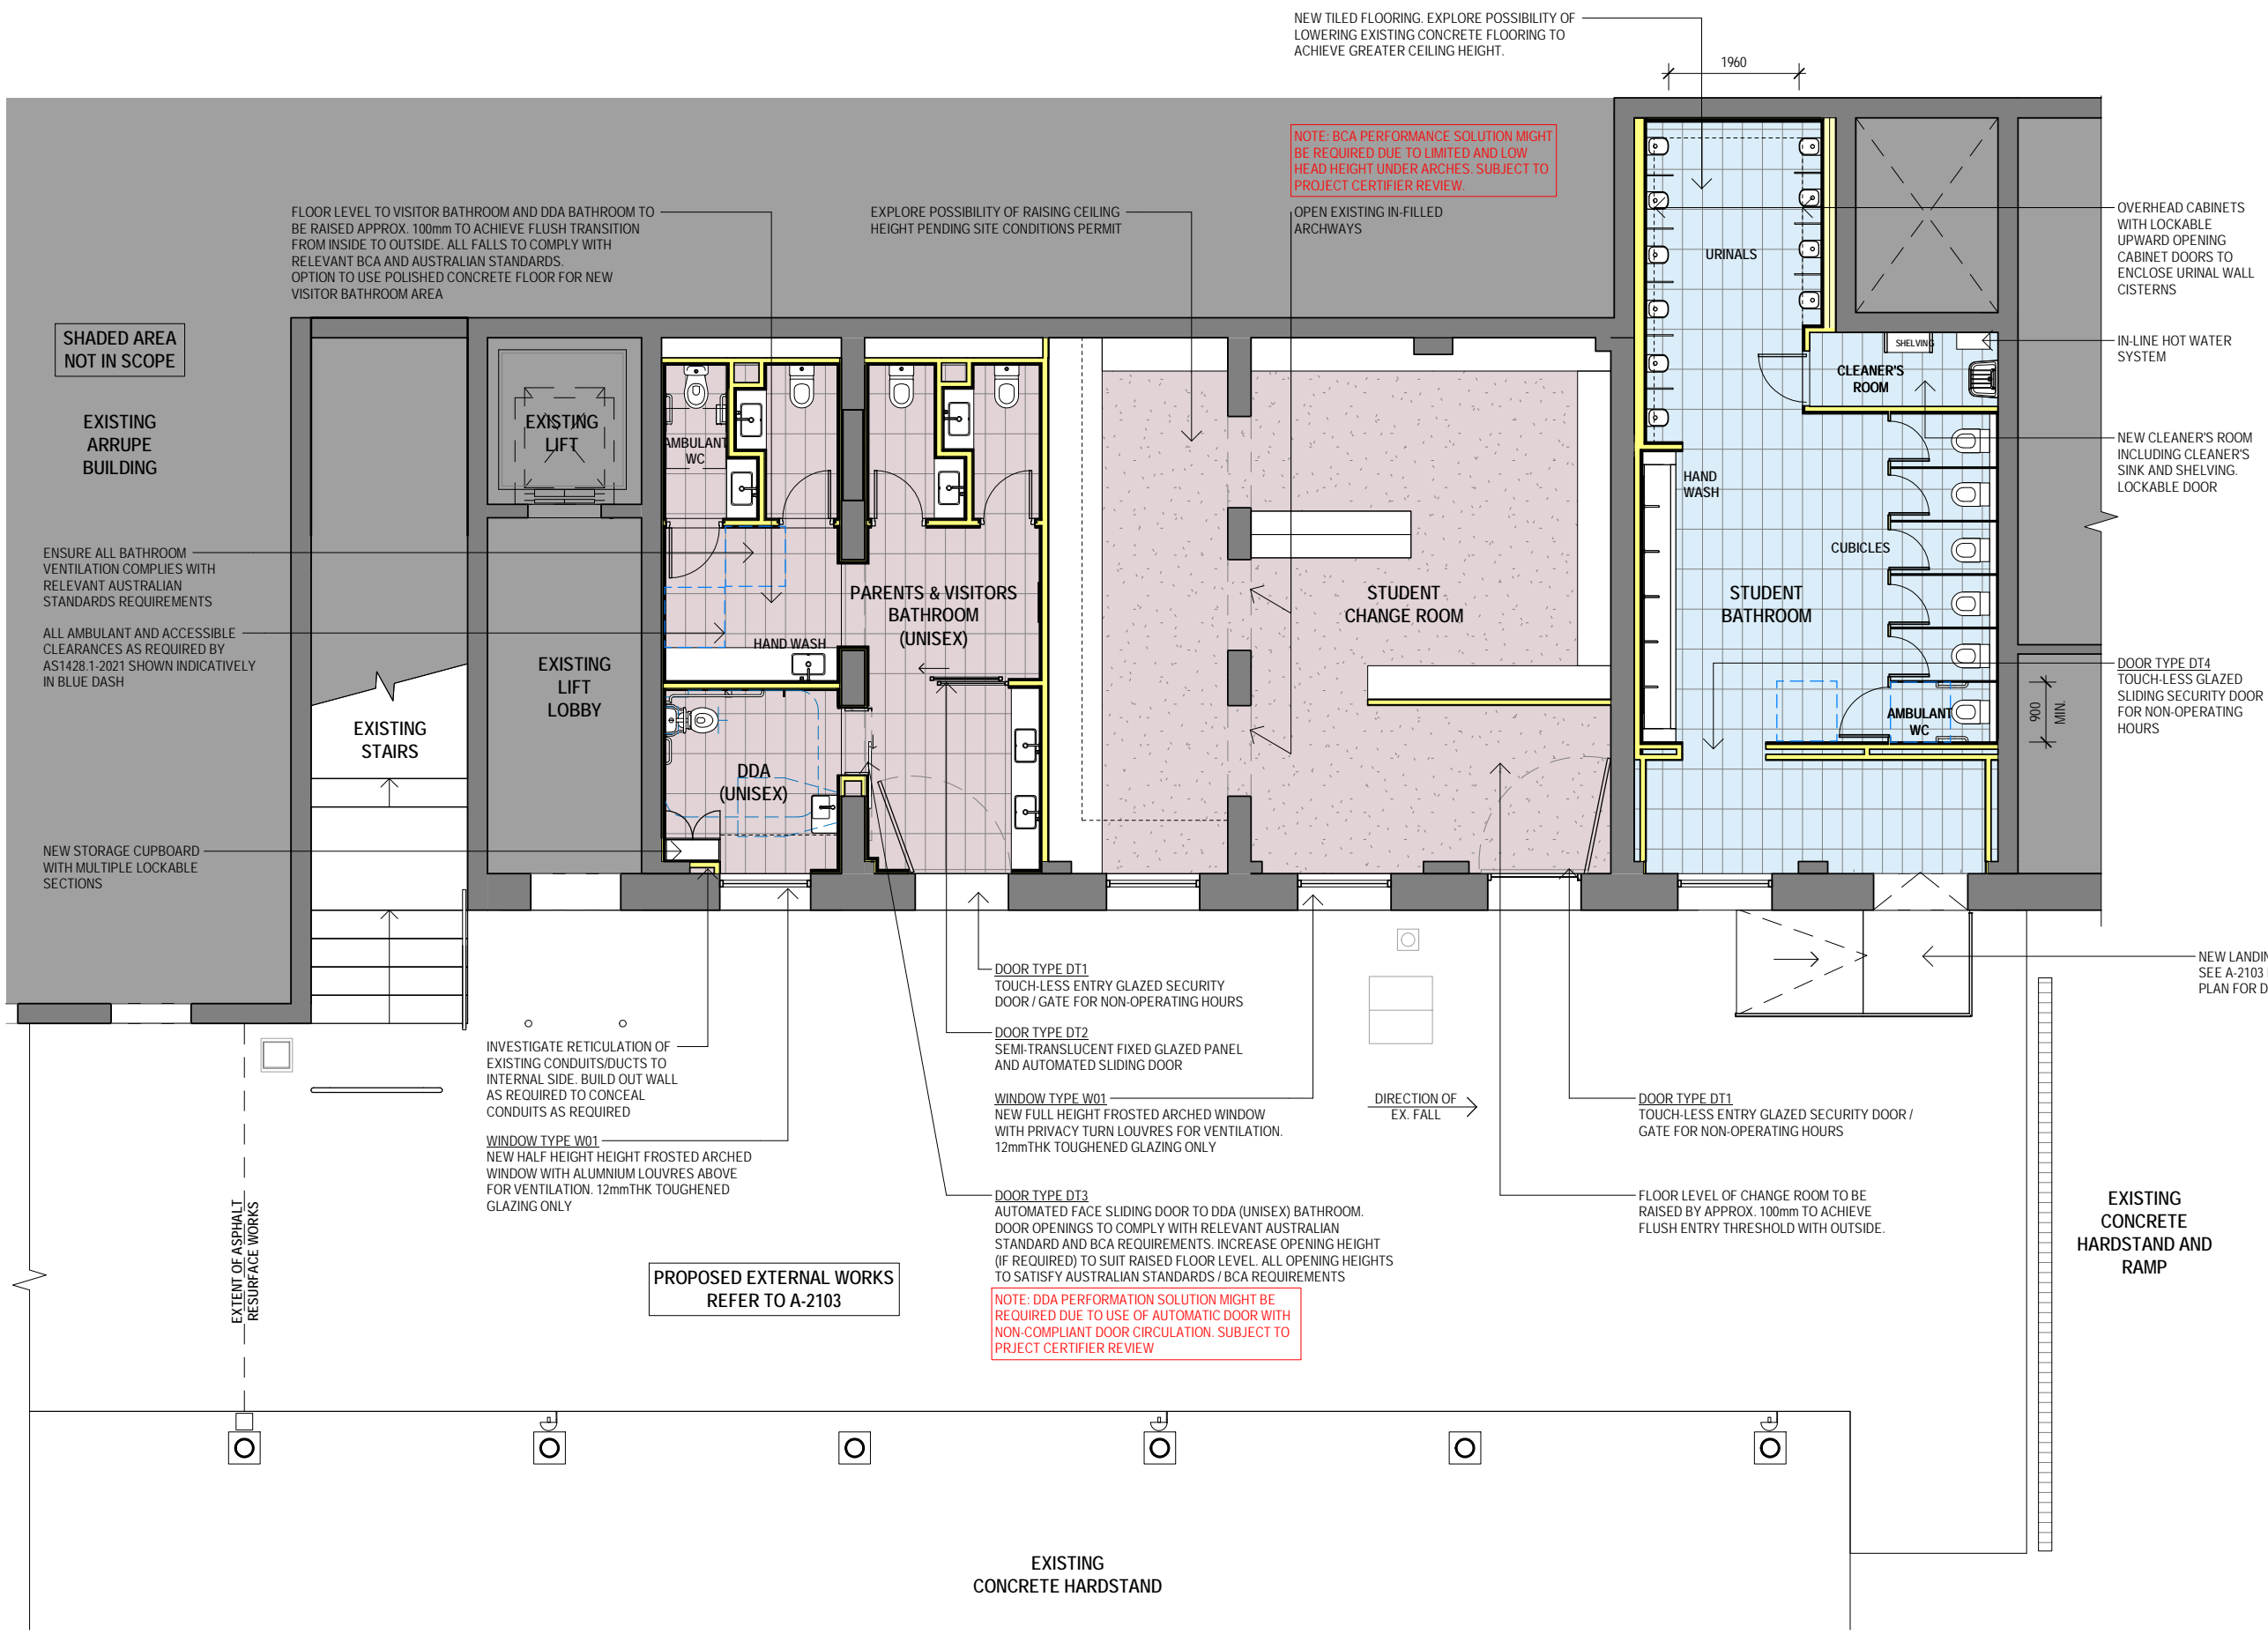 NEW TILED FLOORING. EXPLORE POSSIBILITY OF
LOWERING EXISTING CONCRETE FLOORING TO
ACHIEVE GREATER CEILING HEIGHT.
1960
NOTE: BCA PERFORMANCE SOLUTION MIGHT
BE REQUIRED DUE TO LIMITED AND LOW
HEAD HEIGHT UNDER ARCHES. SUBJECT TO
PROJECT CERTIFIER REVIEW.
FLOOR LEVEL TO VISITOR BATHROOM AND DDA BATHROOM TO
BE RAISED APPROX. 100mm TO ACHIEVE FLUSH TRANSITION
FROM INSIDE TO OUTSIDE. ALL FALLS TO COMPLY WITH
RELEVANT BCA AND AUSTRALIAN STANDARDS.
OPTION TO USE POLISHED CONCRETE FLOOR FOR NEW
VISITOR BATHROOM AREA
EXPLORE POSSIBILITY OF RAISING CEILING
HEIGHT PENDING SITE CONDITIONS PERMIT
OPEN EXISTING IN-FILLED
ARCHWAYS
URINALS
OVERHEAD CABINETS
WITH LOCKABLE
UPWARD OPENING
CABINET DOORS TO
ENCLOSE URINAL WALL
CISTERNS
SHADED AREA
NOT IN SCOPE
IN-LINE HOT WATER
SYSTEM
SHELVING
CLEANER'S
ROOM
EXISTING
ARRUPE
BUILDING
EXISTING
LIFT
AMBULANT
WC
NEW CLEANER'S ROOM
INCLUDING CLEANER'S
SINK AND SHELVING.
LOCKABLE DOOR
HAND
WASH
CUBICLES
ENSURE ALL BATHROOM
VENTILATION COMPLIES WITH
RELEVANT AUSTRALIAN
STANDARDS REQUIREMENTS
PARENTS & VISITORS
BATHROOM
(UNISEX)
STUDENT
CHANGE ROOM
STUDENT
BATHROOM
ALL AMBULANT AND ACCESSIBLE
CLEARANCES AS REQUIRED BY
AS1428.1-2021 SHOWN INDICATIVELY
IN BLUE DASH
HAND WASH
EXISTING
LIFT
LOBBY
DOOR TYPE DT4
TOUCH-LESS GLAZED
SLIDING SECURITY DOOR
FOR NON-OPERATING
HOURS
900
MIN.
AMBULANT
WC
EXISTING
STAIRS
DDA
(UNISEX)
NEW STORAGE CUPBOARD
WITH MULTIPLE LOCKABLE
SECTIONS
NEW LANDIN
SEE A-2103
PLAN FOR D
DOOR TYPE DT1
TOUCH-LESS ENTRY GLAZED SECURITY
DOOR / GATE FOR NON-OPERATING HOURS
DOOR TYPE DT2
SEMI-TRANSLUCENT FIXED GLAZED PANEL
AND AUTOMATED SLIDING DOOR
INVESTIGATE RETICULATION OF
EXISTING CONDUITS/DUCTS TO
INTERNAL SIDE. BUILD OUT WALL
AS REQUIRED TO CONCEAL
CONDUITS AS REQUIRED
WINDOW TYPE W01
NEW FULL HEIGHT FROSTED ARCHED WINDOW
WITH PRIVACY TURN LOUVRES FOR VENTILATION.
12mmTHK TOUGHENED GLAZING ONLY
DIRECTION OF
EX. FALL
DOOR TYPE DT1
TOUCH-LESS ENTRY GLAZED SECURITY DOOR /
GATE FOR NON-OPERATING HOURS
WINDOW TYPE W01
NEW HALF HEIGHT HEIGHT FROSTED ARCHED
WINDOW WITH ALUMNIUM LOUVRES ABOVE
FOR VENTILATION. 12mmTHK TOUGHENED
GLAZING ONLY
DOOR TYPE DT3
AUTOMATED FACE SLIDING DOOR TO DDA (UNISEX) BATHROOM.
DOOR OPENINGS TO COMPLY WITH RELEVANT AUSTRALIAN
STANDARD AND BCA REQUIREMENTS. INCREASE OPENING HEIGHT
(IF REQUIRED) TO SUIT RAISED FLOOR LEVEL. ALL OPENING HEIGHTS
TO SATISFY AUSTRALIAN STANDARDS / BCA REQUIREMENTS
FLOOR LEVEL OF CHANGE ROOM TO BE
RAISED BY APPROX. 100mm TO ACHIEVE
FLUSH ENTRY THRESHOLD WITH OUTSIDE.
EXISTING
CONCRETE
HARDSTAND AND
RAMP
EXTENT OF ASPHALT
RESURFACE WORKS
PROPOSED EXTERNAL WORKS
REFER TO A-2103
NOTE: DDA PERFORMATION SOLUTION MIGHT BE
REQUIRED DUE TO USE OF AUTOMATIC DOOR WITH
NON-COMPLIANT DOOR CIRCULATION. SUBJECT TO
PRJECT CERTIFIER REVIEW
EXISTING
CONCRETE HARDSTAND